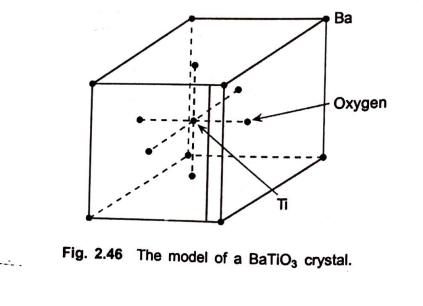 Ba
Oxygen
Ti
Fig. 2.46 The model of a BaTiO₃ crystal.